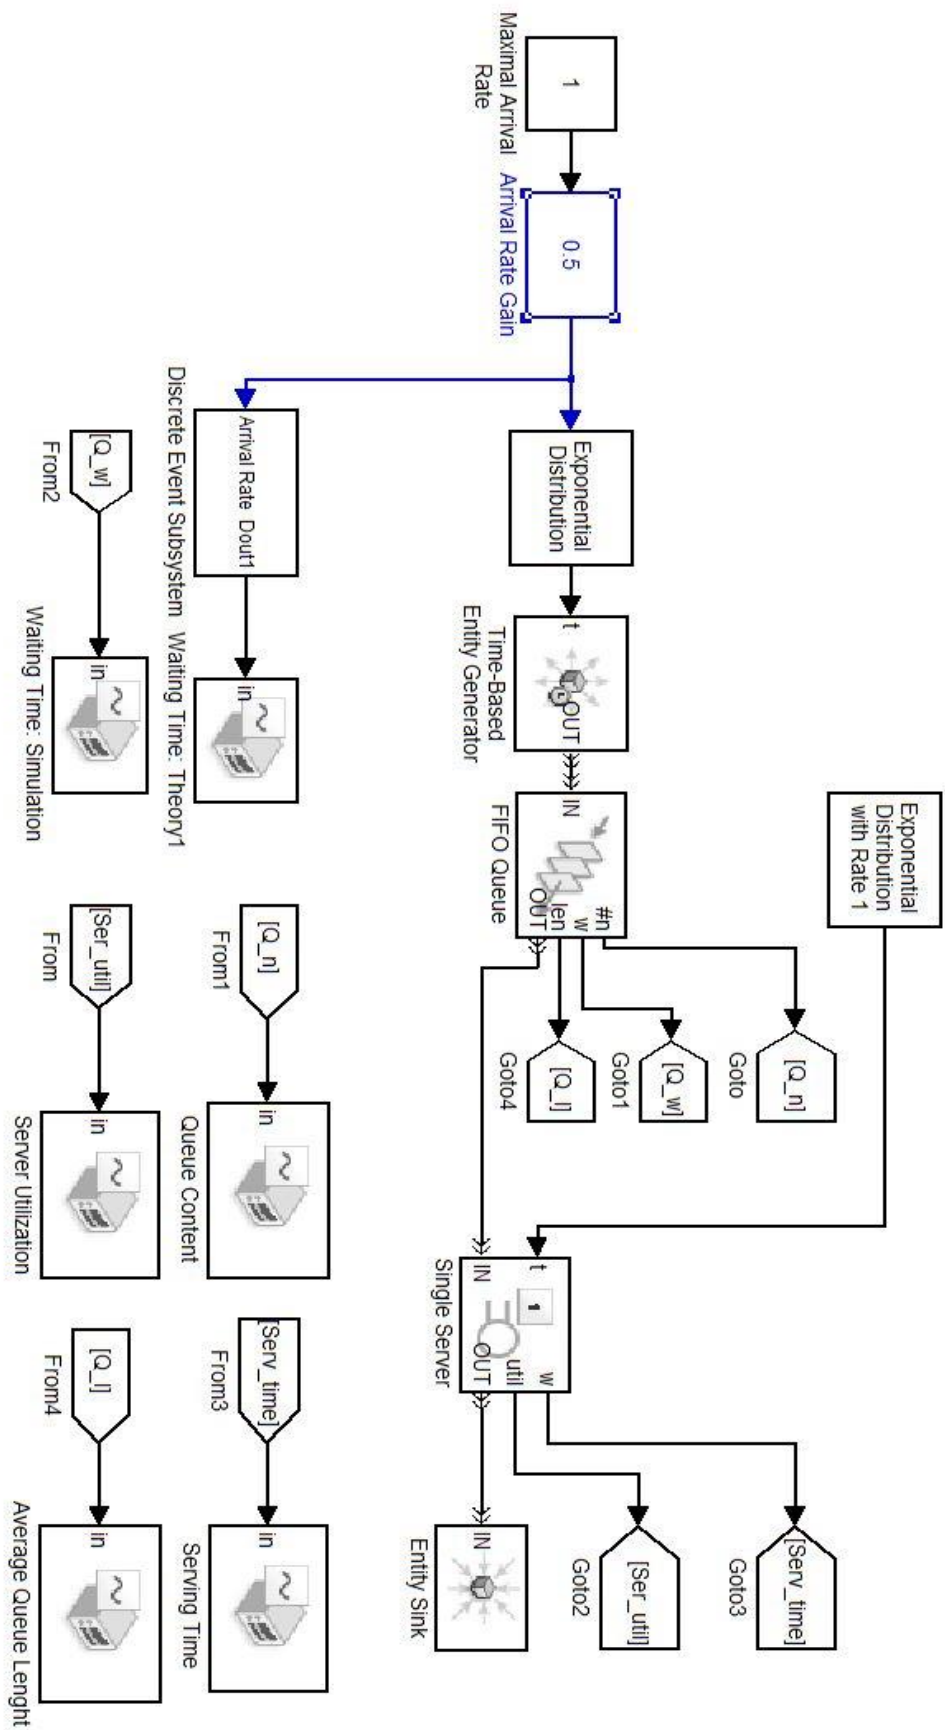 1
Maximal Arrival
Rate
0.5
Arrival Rate Gain
Exponential
Distribution
t
OUT
Time-Based
Entity Generator
IN
#n
w
len
OUT
FIFO Queue
Exponential
Distribution
with Rate 1
[Q_n]
Goto
[Q_w]
Goto1
[Q_l]
Goto4
t
IN
1
w
util
OUT
Single Server
[Serv_time]
Goto3
[Ser_util]
Goto2
IN
Entity Sink
Arrival Rate Dout1
Discrete Event Subsystem
in
Waiting Time: Theory1
[Q_w]
From2
in
Waiting Time: Simulation
[Q_n]
From1
in
Queue Content
[Ser_util]
From
in
Server Utilization
[Serv_time]
From3
in
Serving Time
[Q_l]
From4
in
Average Queue Lenght